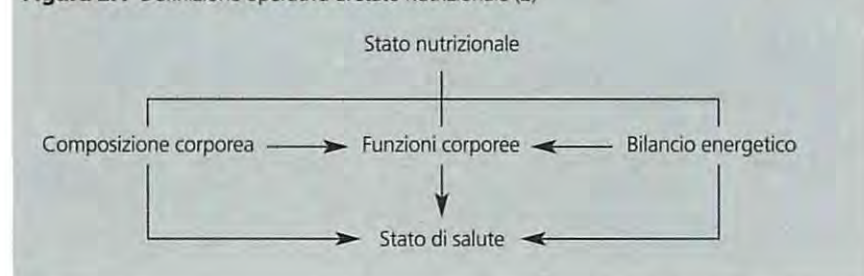 Stato nutrizionale
Composizione corporea Funzioni corporee Bilancio energetico
Stato di salute